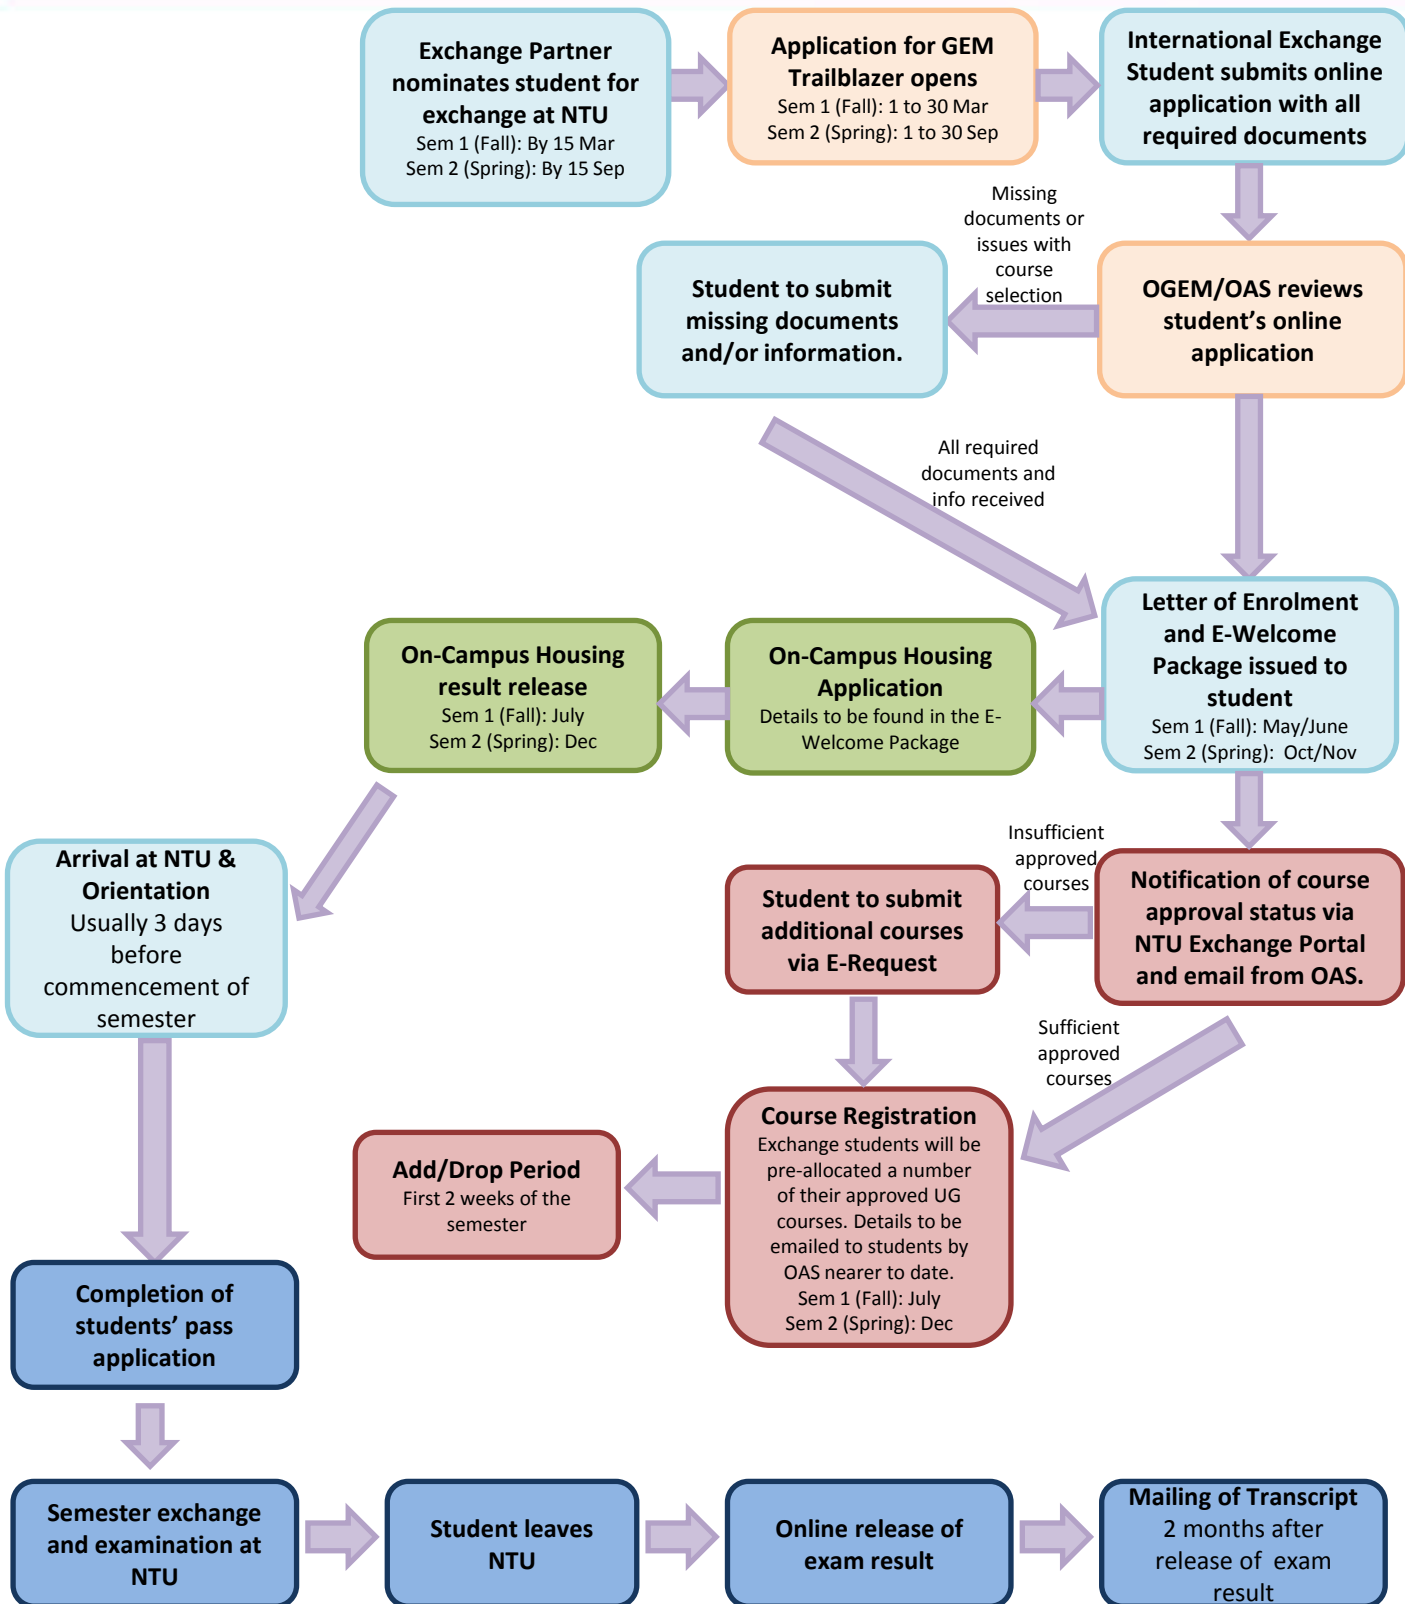 Exchange Partner
nominates student for
exchange at NTU
Sem 1 (Fall): By 15 Mar
Sem 2 (Spring): By 15 Sep
Application for GEM
Trailblazer opens
Sem 1 (Fall): 1 to 30 Mar
Sem 2 (Spring): 1 to 30 Sep
International Exchange
Student submits online
application with all
required documents
Missing
documents or
issues with
course
selection
Student to submit
missing documents
and/or information.
OGEM/OAS reviews
student’s online
application
All required
documents and
info received
Letter of Enrolment
and E-Welcome
Package issued to
student
Sem 1 (Fall): May/June
Sem 2 (Spring):  Oct/Nov
On-Campus Housing
Application
Details to be found in the E-
Welcome Package
On-Campus Housing
result release
Sem 1 (Fall): July
Sem 2 (Spring): Dec
Arrival at NTU &
Orientation
Usually 3 days
before
commencement of
semester
Insufficient
approved
courses
Notification of course
approval status via
NTU Exchange Portal
and email from OAS.
Student to submit
additional courses
via E-Request
Sufficient
approved
courses
Course Registration
Exchange students will be
pre-allocated a number
of their approved UG
courses. Details to be
emailed to students by
OAS nearer to date.
Sem 1 (Fall): July
Sem 2 (Spring): Dec
Add/Drop Period
First 2 weeks of the
semester
Completion of
students’ pass
application
Semester exchange
and examination at
NTU
Student leaves
NTU
Online release of
exam result
Mailing of Transcript
2 months after
release of  exam
result